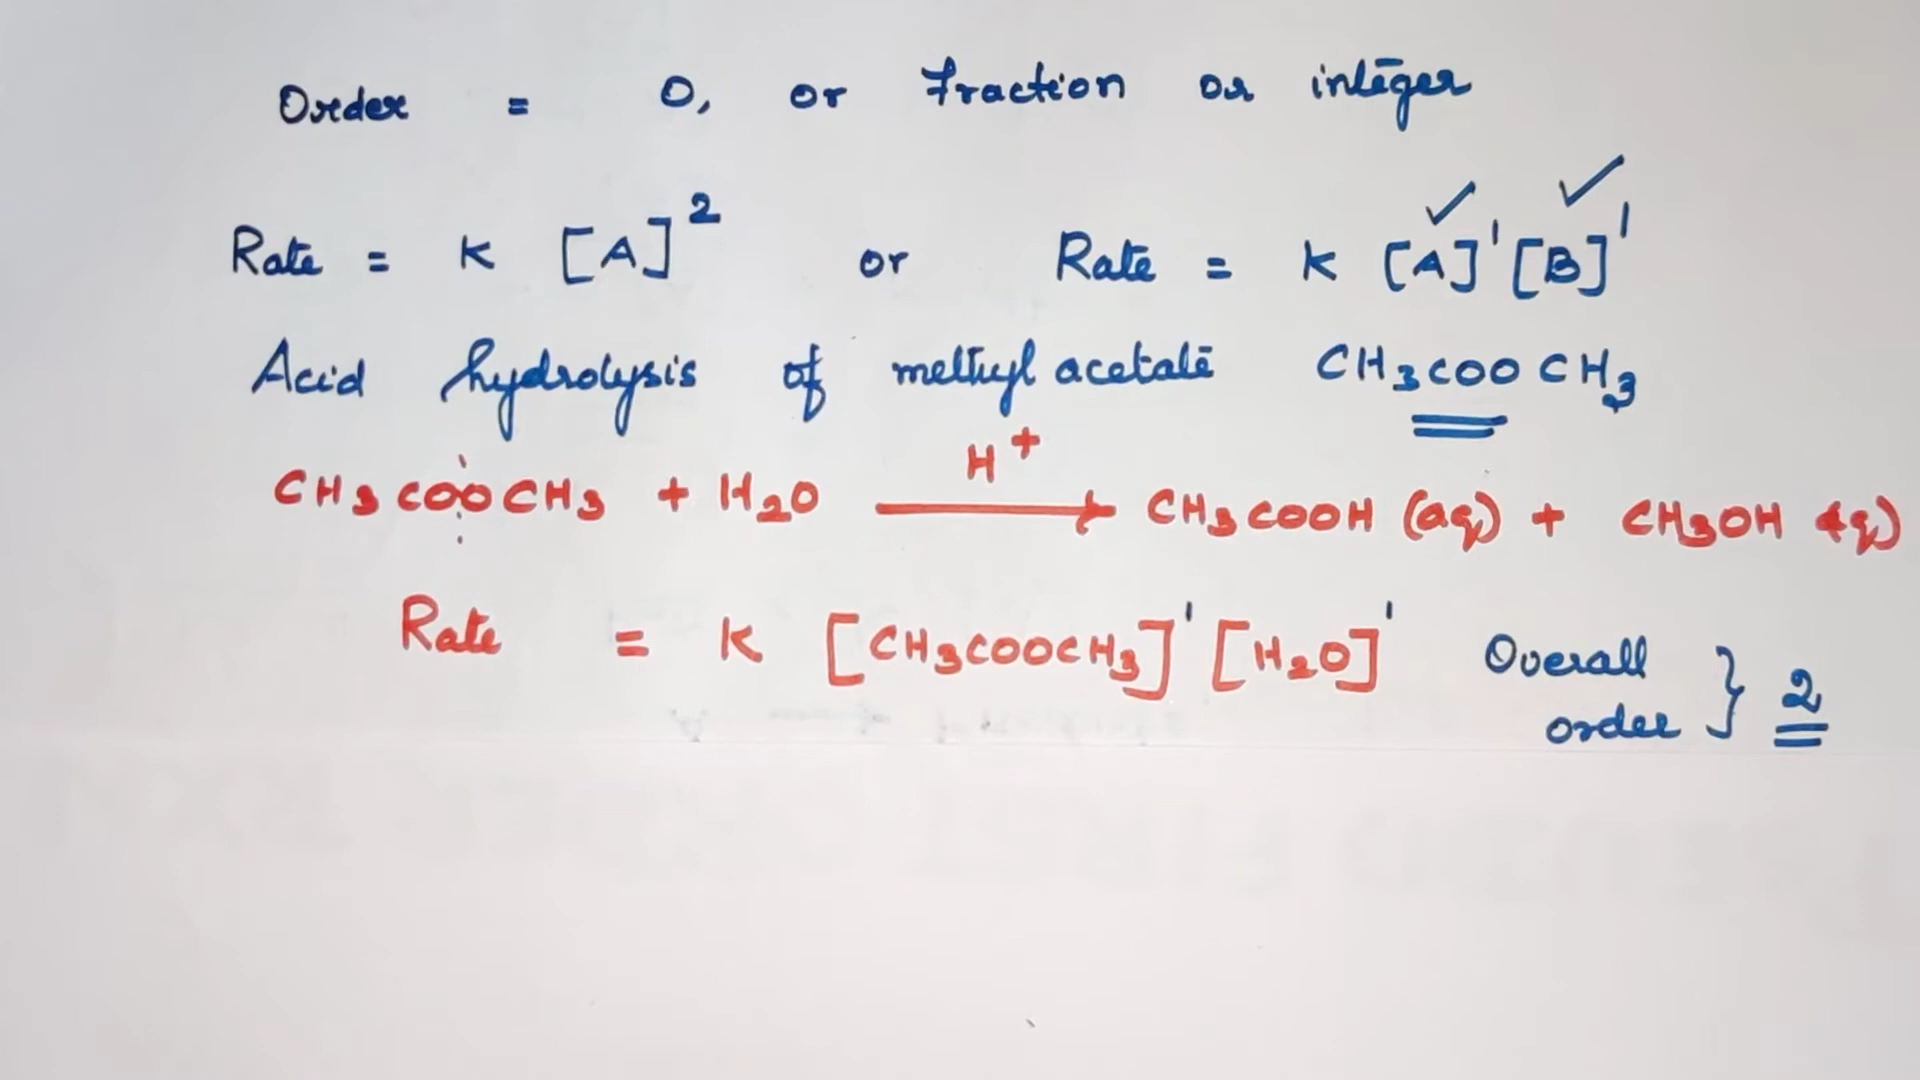 Order = 0, or Fraction or integer
Rate = K [A]² or Rate = K [A]¹ [B]¹
Acid hydrolysis of methyl acetate CH₃COOCH₃
H⁺
CH₃COOCH₃ + H₂O → CH₃COOH (aq) + CH₃OH (aq)
Rate = K [CH₃COOCH₃]¹ [H₂O]¹ Overall order } 2